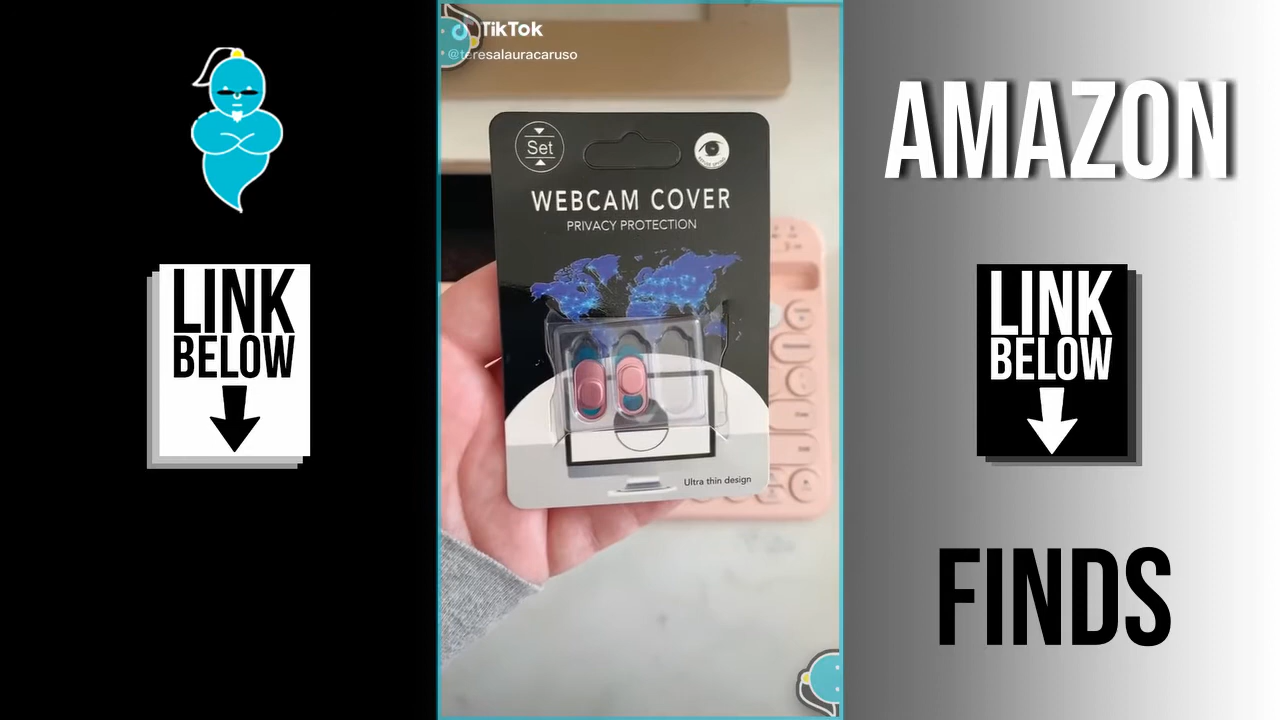 TikTok
@teresalauracaruso
Set
WEBCAM COVER
PRIVACY PROTECTION
Ultra thin design
LINK
BELOW
AMAZON
LINK
BELOW
FINDS